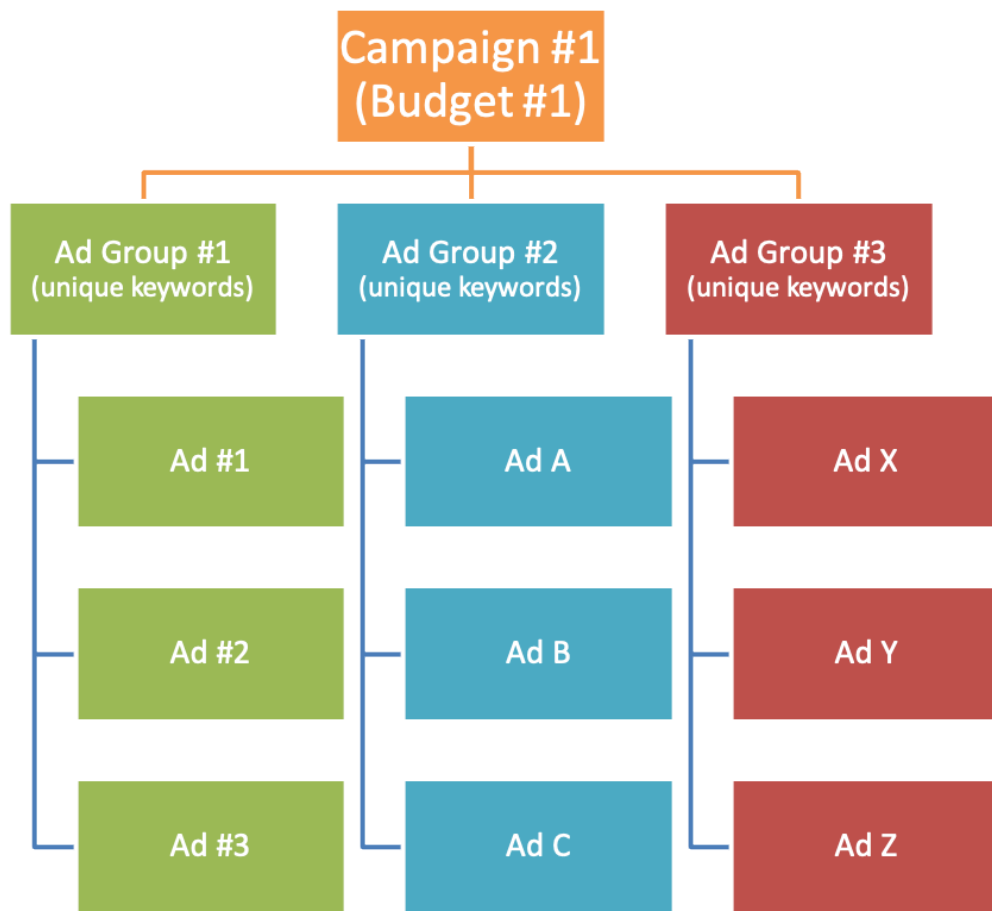 Campaign #1
(Budget #1)
Ad Group #1
(unique keywords)
Ad Group #2
(unique keywords)
Ad Group #3
(unique keywords)
Ad #1
Ad A
Ad X
Ad #2
Ad B
Ad Y
Ad #3
Ad C
Ad Z